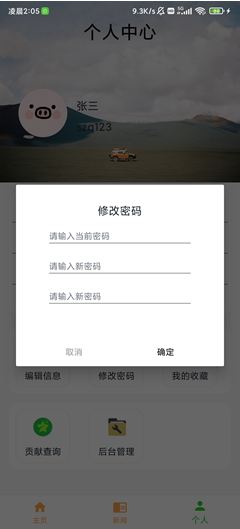 凌晨2:05
9.3K/s
个人中心
张三
szq123
修改密码
请输入当前密码
请输入新密码
请输入新密码
取消
确定
编辑信息
修改密码
我的收藏
贡献查询
后台管理
主页
新闻
个人